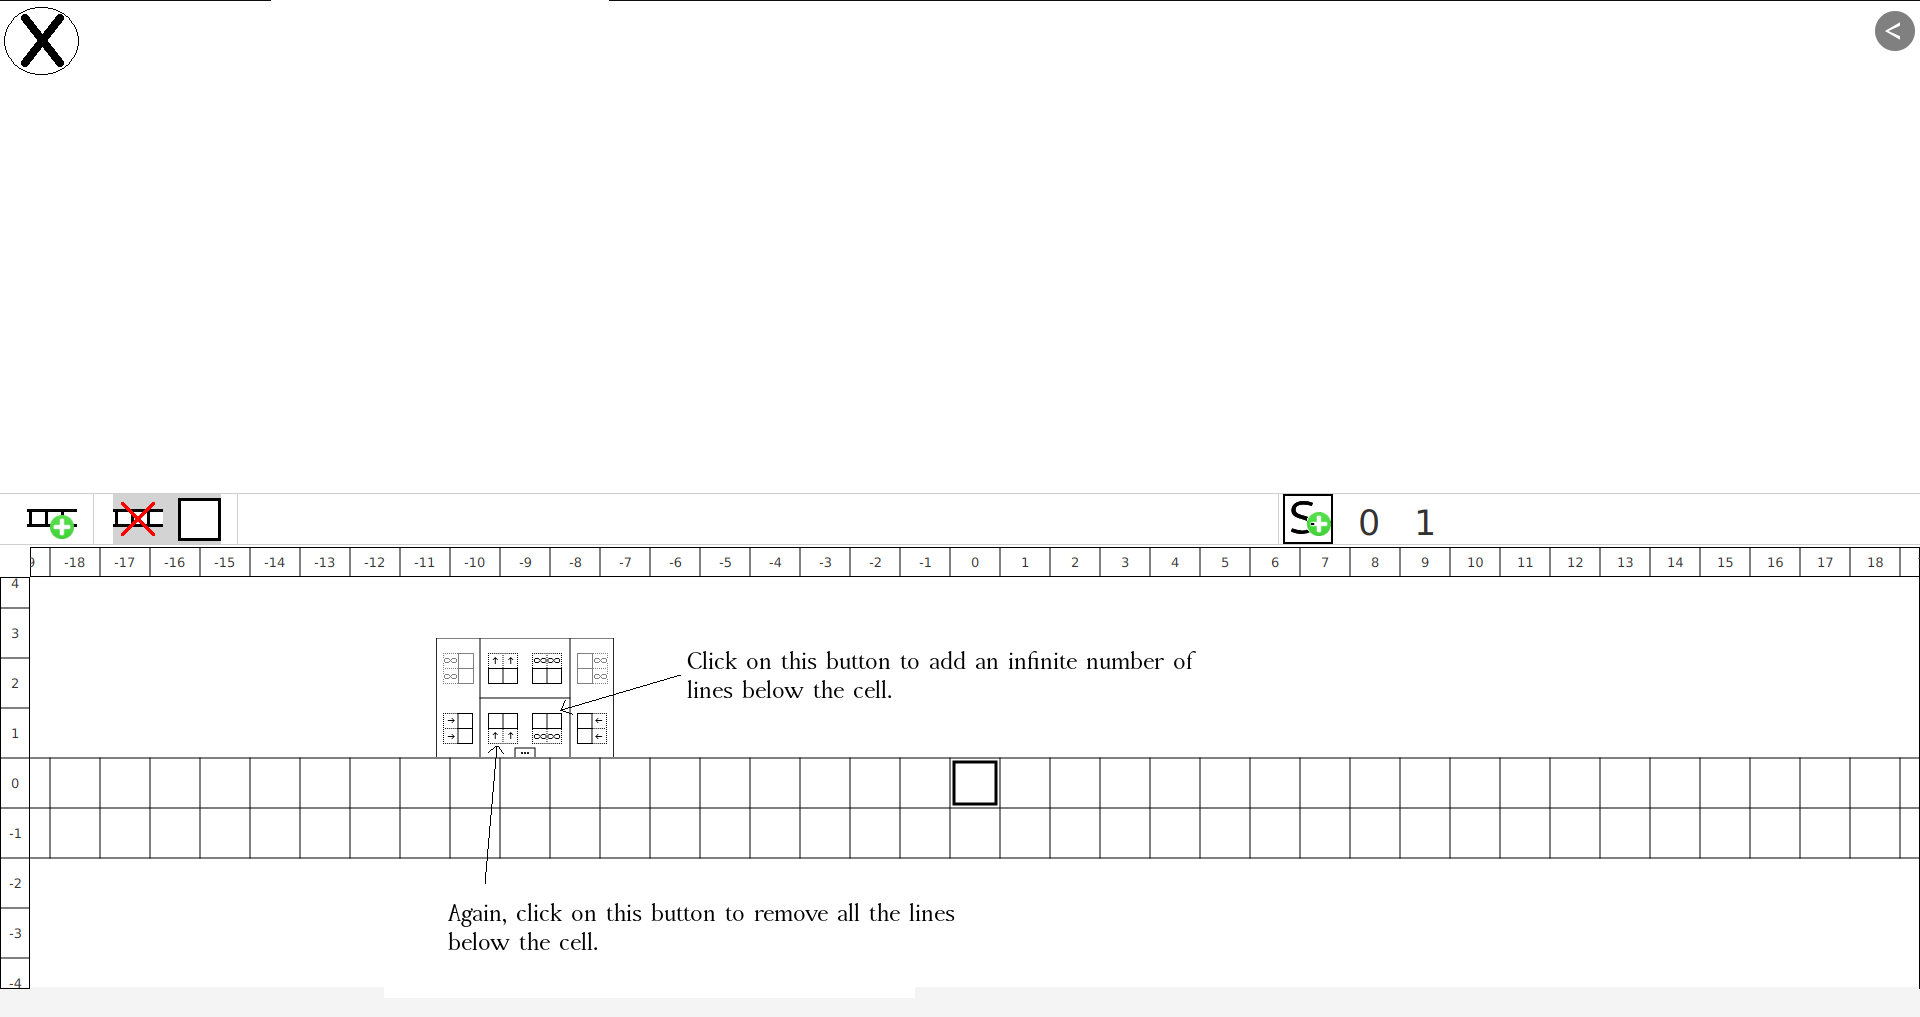 X
<
S
0 1
9 -18 -17 -16 -15 -14 -13 -12 -11 -10 -9 -8 -7 -6 -5 -4 -3 -2 -1 0 1 2 3 4 5 6 7 8 9 10 11 12 13 14 15 16 17 18
4
3
2
1
0
-1
-2
-3
-4
Click on this button to add an infinite number of
lines below the cell.
Again, click on this button to remove all the lines
below the cell.